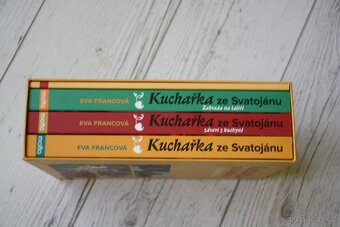 EVA FRANCOVÁ Kuchařka ze Svatojánu
Zahrada na talíři
EVA FRANCOVÁ Kuchařka ze Svatojánu
zdraví z kuchyně
EVA FRANCOVÁ Kuchařka ze Svatojánu